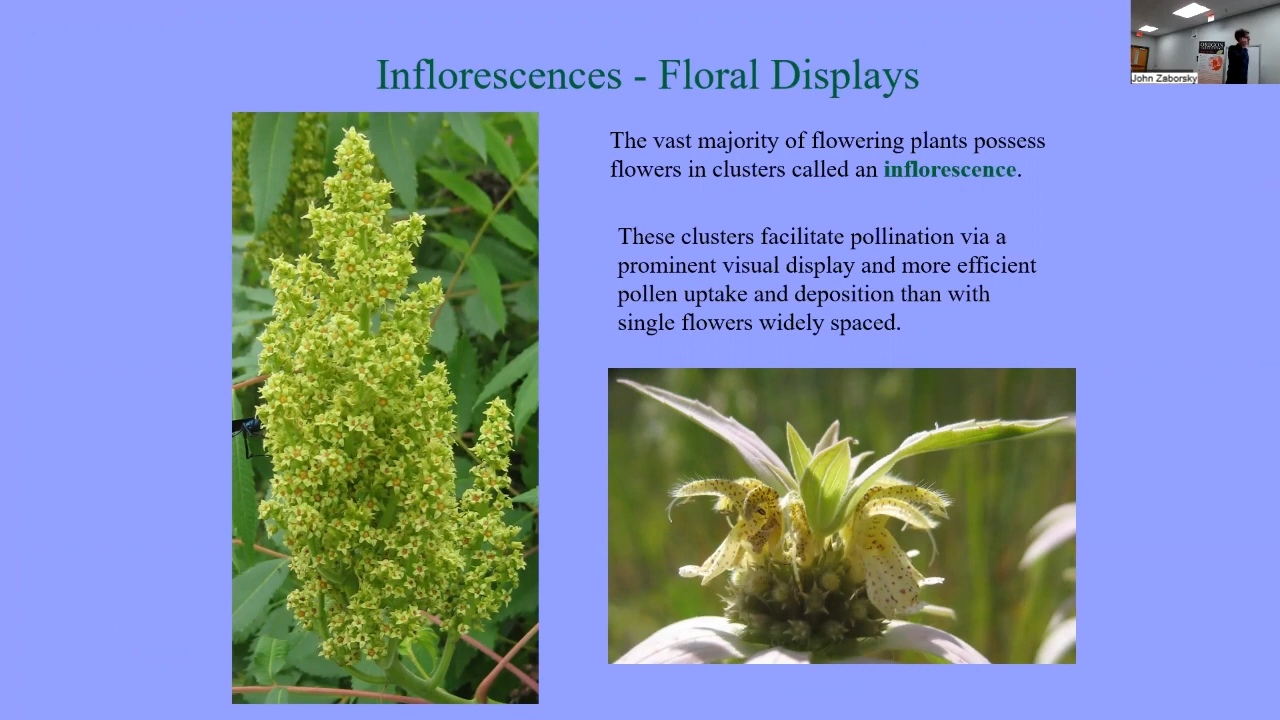 Inflorescences - Floral Displays
The vast majority of flowering plants possess
flowers in clusters called an inflorescence.
These clusters facilitate pollination via a
prominent visual display and more efficient
pollen uptake and deposition than with
single flowers widely spaced.
John Zaborsky
OREGON